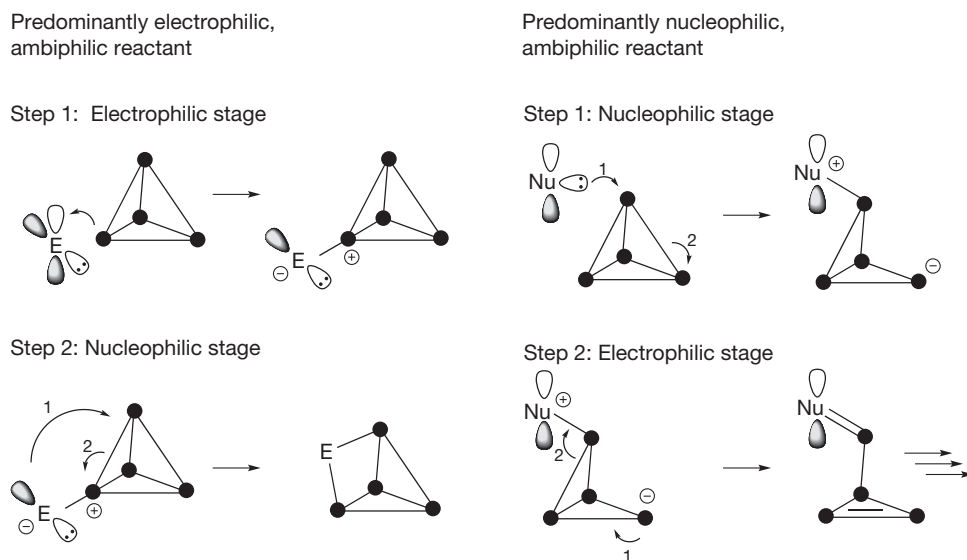 Predominantly electrophilic,
ambiphilic reactant
Step 1: Electrophilic stage
E
E
⊖
⊕
Step 2: Nucleophilic stage
1
2
E
⊖
⊕
E
Predominantly nucleophilic,
ambiphilic reactant
Step 1: Nucleophilic stage
Nu
1
2
Nu
⊕
⊖
Step 2: Electrophilic stage
Nu
⊕
2
⊖
1
Nu